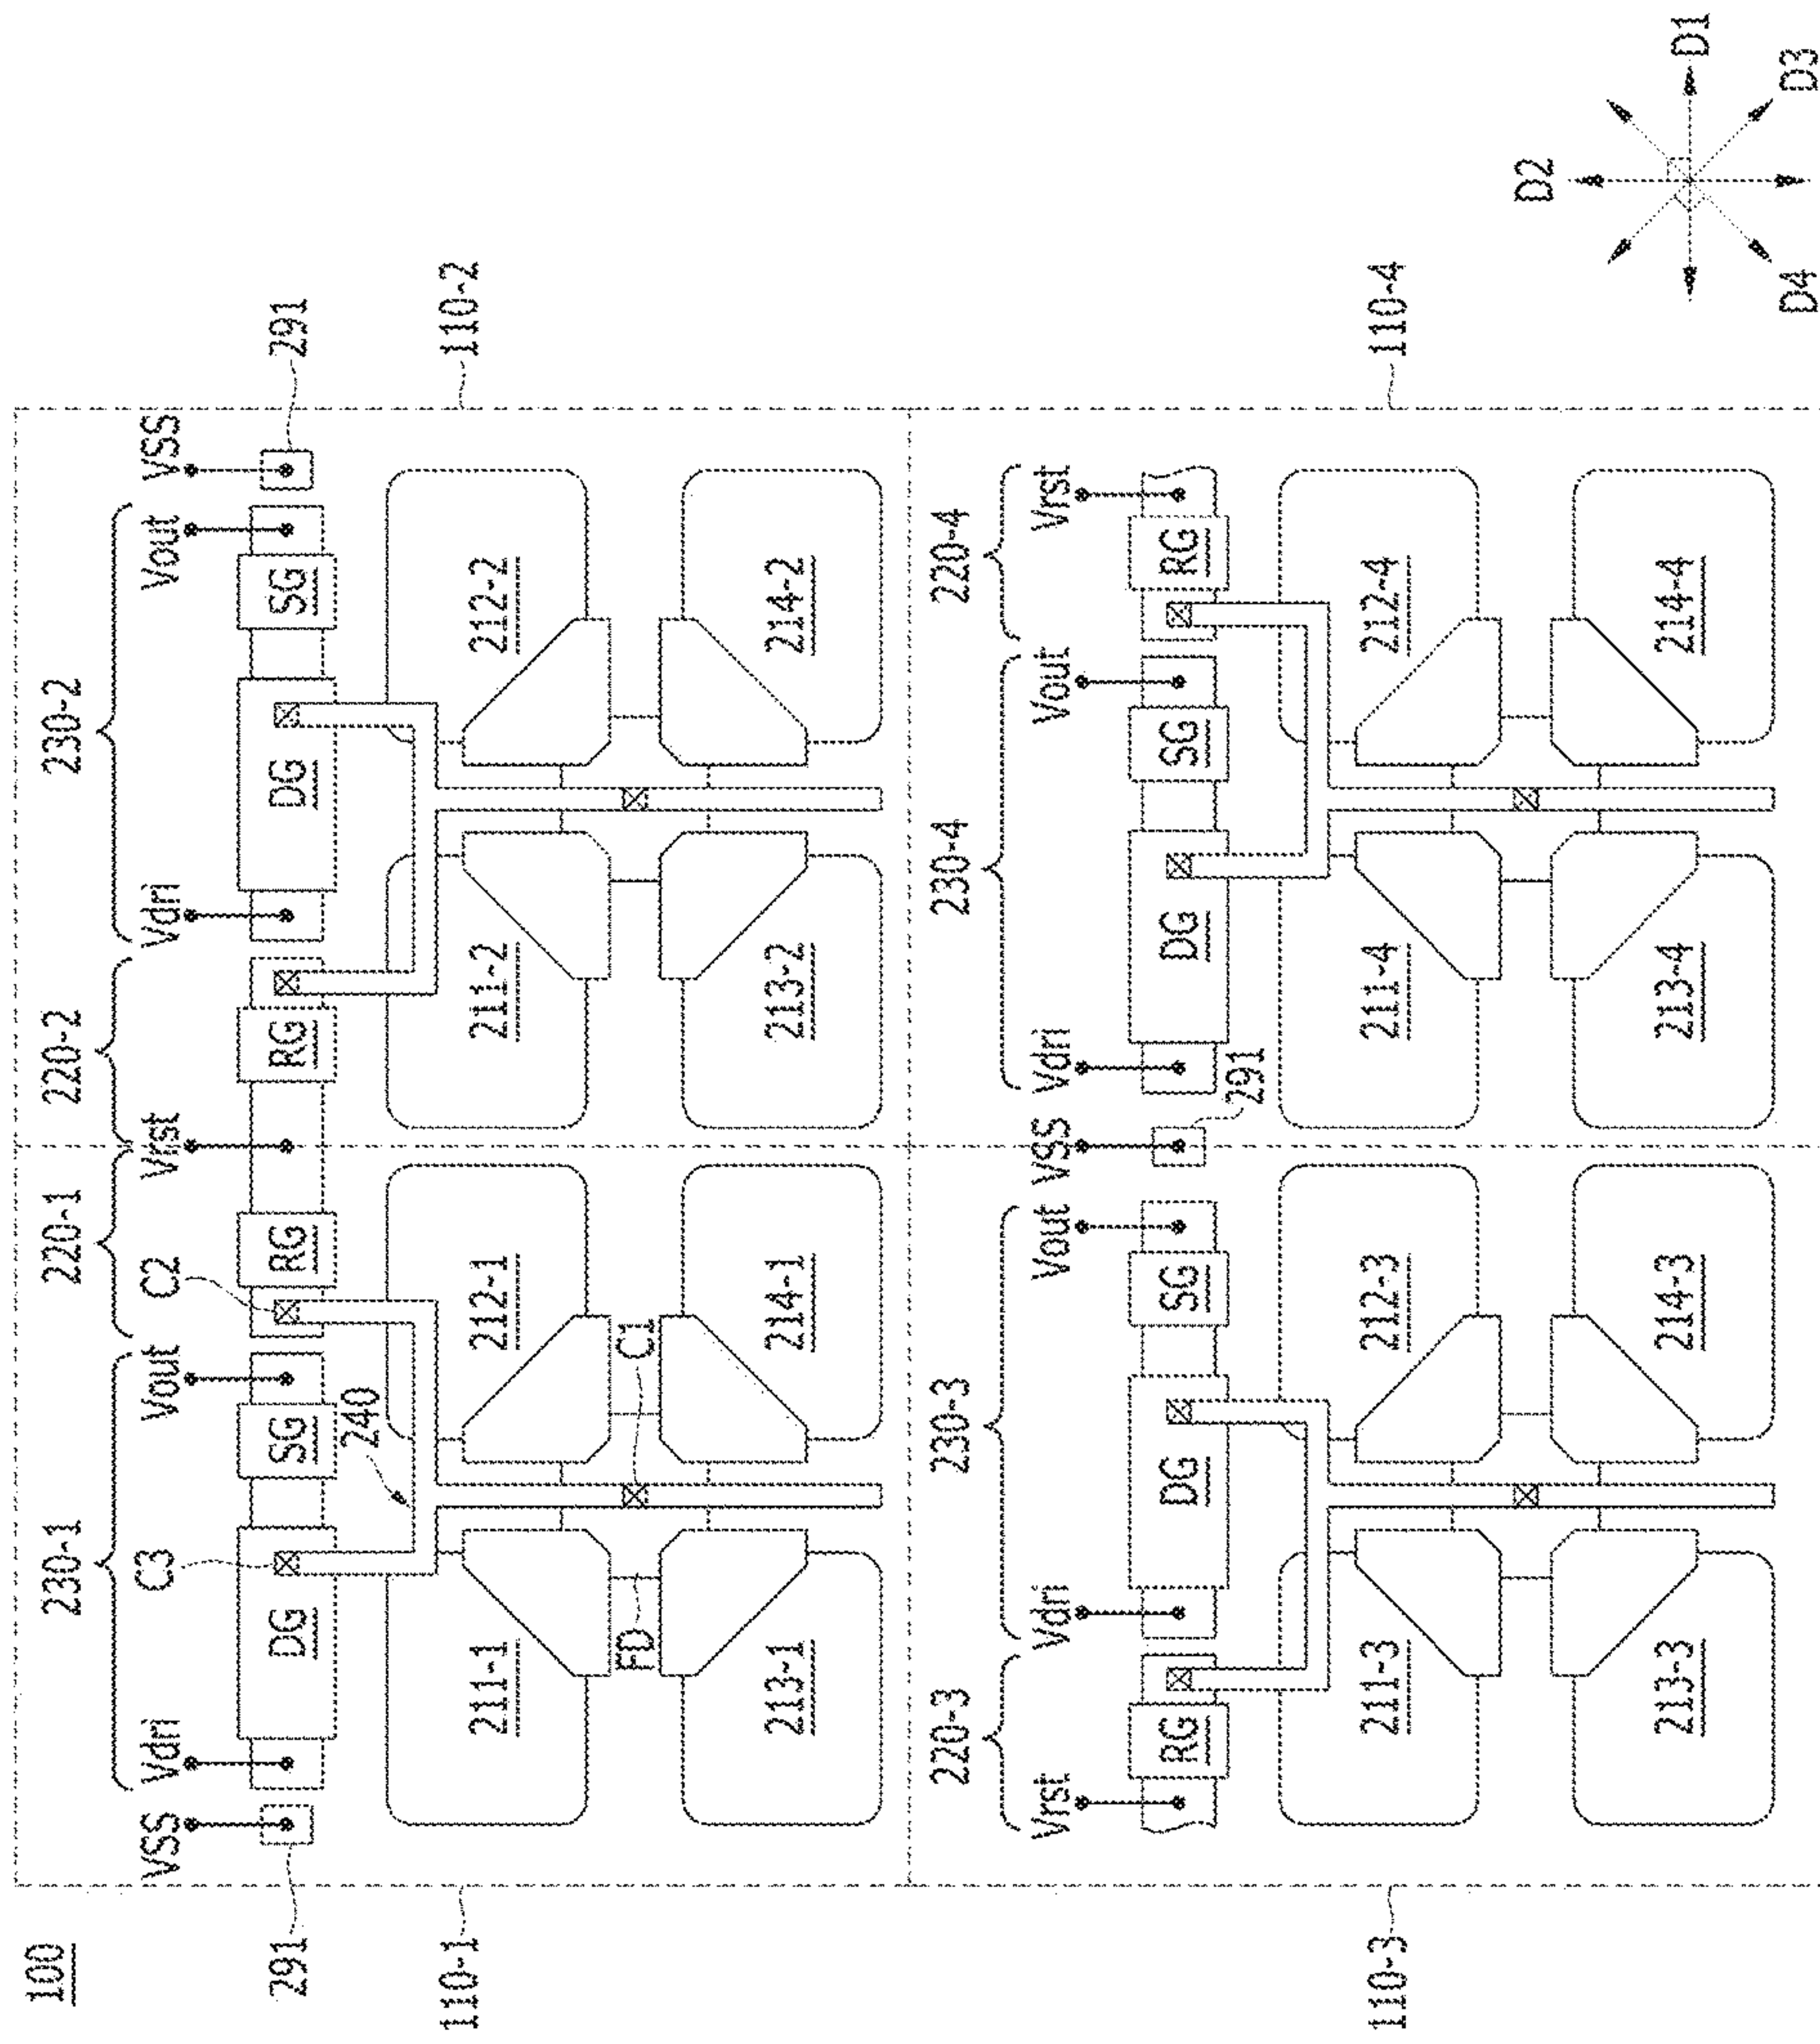 100
230-1
220-1
220-2
230-2
VSS
Vdri
C3
Vout
C2
Vrst
Vdri
Vout
VSS
291
DG
SG
RG
RG
DG
SG
291
240
110-1
211-1
212-1
211-2
212-2
110-2
FD
C1
213-1
214-1
213-2
214-2
220-3
230-3
230-4
220-4
Vrst
Vdri
Vout
VSS
Vdri
Vout
Vrst
RG
DG
SG
DG
SG
RG
291
110-3
211-3
212-3
211-4
212-4
110-4
213-3
214-3
213-4
214-4
D2
D1
D3
D4